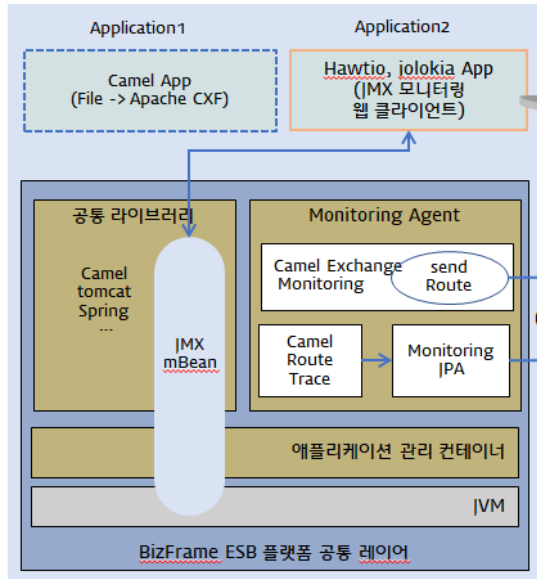 Application1
Application2
Camel App
(File -> Apache CXF)
Hawtio, jolokia App
(JMX 모니터링
웹 클라이언트)
공통 라이브러리
Camel
tomcat
Spring
...
JMX
mBean
Monitoring Agent
Camel Exchange
Monitoring
send
Route
Camel
Route
Trace
Monitoring
JPA
애플리케이션 관리 컨테이너
JVM
BizFrame ESB 플랫폼 공통 레이어